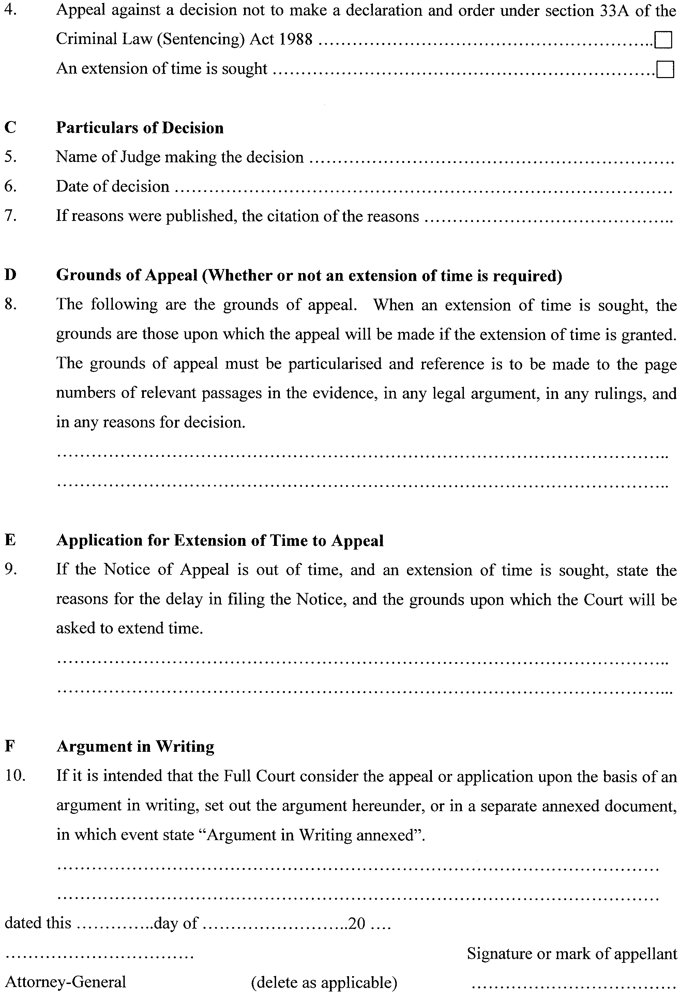 4. Appeal against a decision not to make a declaration and order under section 33A of the
Criminal Law (Sentencing) Act 1988 ............................................................
An extension of time is sought ....................................................................
C Particulars of Decision
5. Name of Judge making the decision .................................................................
6. Date of decision .........................................................................................
7. If reasons were published, the citation of the reasons ............................................
D Grounds of Appeal (Whether or not an extension of time is required)
8. The following are the grounds of appeal. When an extension of time is sought, the
grounds are those upon which the appeal will be made if the extension of time is granted.
The grounds of appeal must be particularised and reference is to be made to the page
numbers of relevant passages in the evidence, in any legal argument, in any rulings, and
in any reasons for decision.
.............................................................................................................
.............................................................................................................
E Application for Extension of Time to Appeal
9. If the Notice of Appeal is out of time, and an extension of time is sought, state the
reasons for the delay in filing the Notice, and the grounds upon which the Court will be
asked to extend time.
.............................................................................................................
.............................................................................................................
F Argument in Writing
10. If it is intended that the Full Court consider the appeal or application upon the basis of an
argument in writing, set out the argument hereunder, or in a separate annexed document,
in which event state “Argument in Writing annexed”.
...........................................................................................................
...........................................................................................................
dated this ..............day of ..........................20 ....
................................. Signature or mark of appellant
Attorney-General (delete as applicable) ....................................